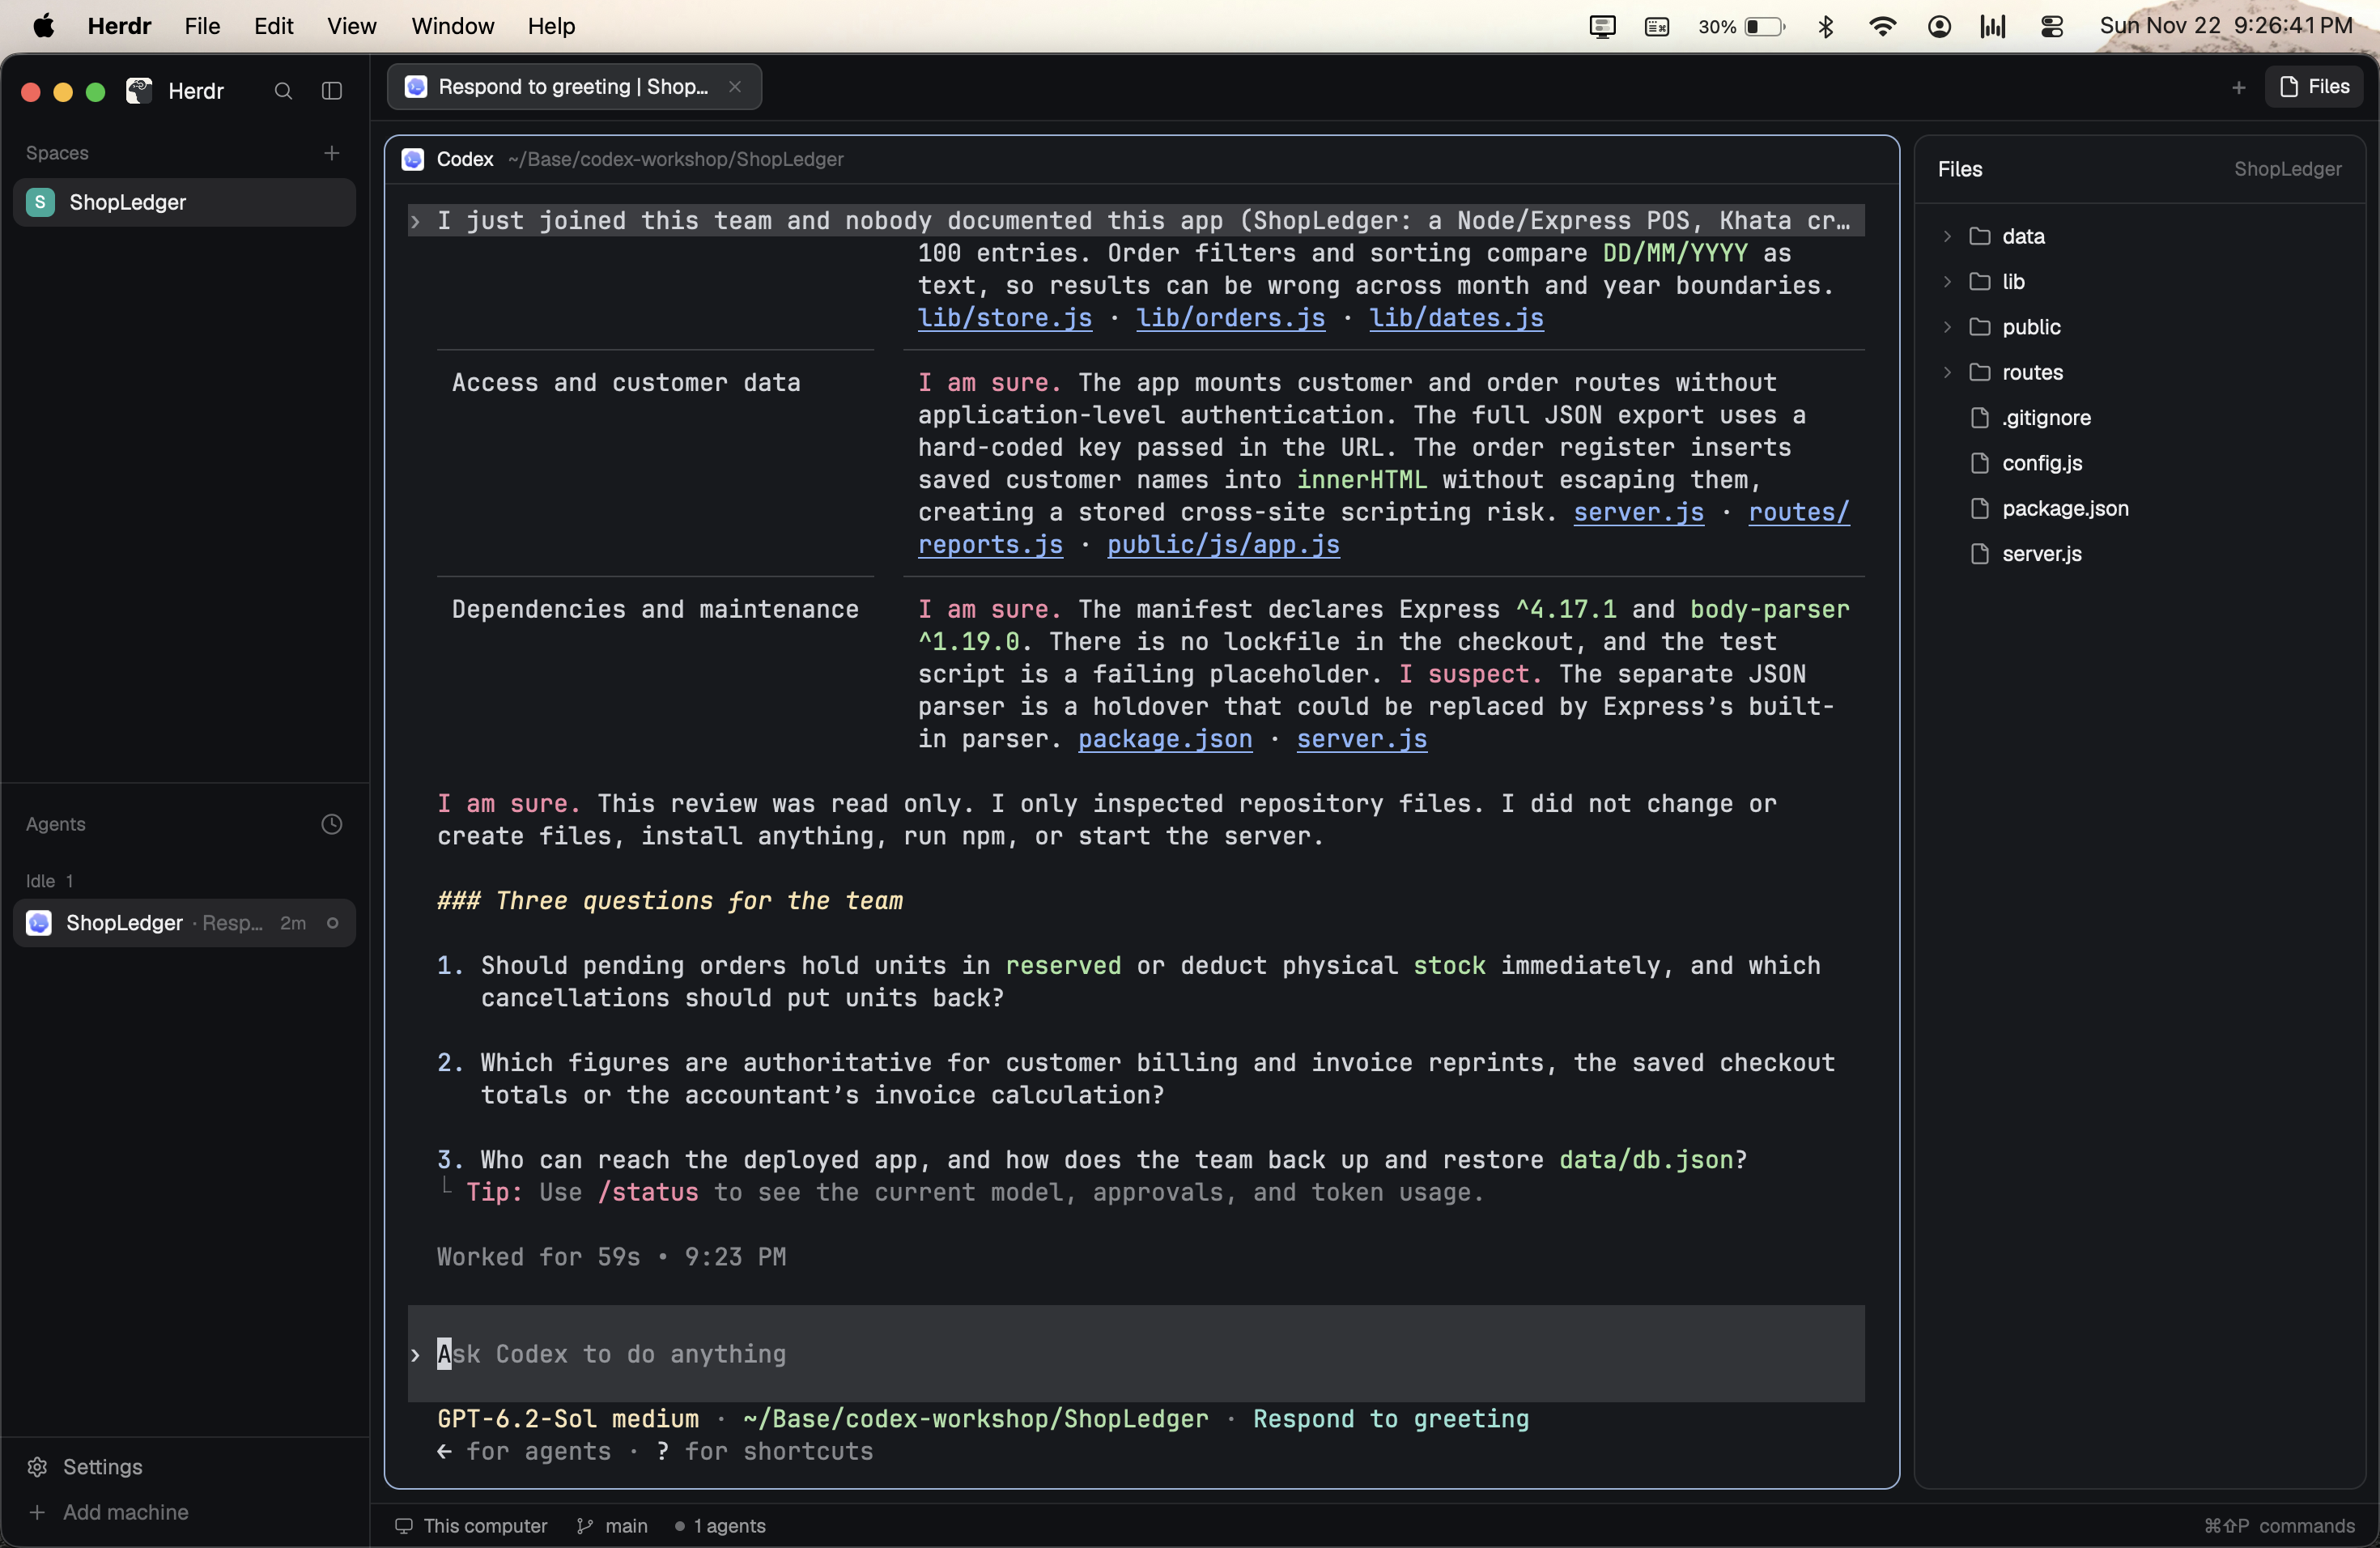 Herdr File Edit View Window Help 30% Sun Nov 22 9:26:41 PM
Herdr
Respond to greeting | Shop...
+ Files
Spaces +
S ShopLedger
Agents
Idle 1
ShopLedger · Resp... 2m
Settings
+ Add machine
Codex ~/Base/codex-workshop/ShopLedger
› I just joined this team and nobody documented this app (ShopLedger: a Node/Express POS, Khata cr…
100 entries. Order filters and sorting compare DD/MM/YYYY as
text, so results can be wrong across month and year boundaries.
lib/store.js · lib/orders.js · lib/dates.js
Access and customer data
I am sure. The app mounts customer and order routes without
application-level authentication. The full JSON export uses a
hard-coded key passed in the URL. The order register inserts
saved customer names into innerHTML without escaping them,
creating a stored cross-site scripting risk. server.js · routes/
reports.js · public/js/app.js
Dependencies and maintenance
I am sure. The manifest declares Express ^4.17.1 and body-parser
^1.19.0. There is no lockfile in the checkout, and the test
script is a failing placeholder. I suspect. The separate JSON
parser is a holdover that could be replaced by Express’s built-
in parser. package.json · server.js
I am sure. This review was read only. I only inspected repository files. I did not change or
create files, install anything, run npm, or start the server.
### Three questions for the team
1. Should pending orders hold units in reserved or deduct physical stock immediately, and which
cancellations should put units back?
2. Which figures are authoritative for customer billing and invoice reprints, the saved checkout
totals or the accountant’s invoice calculation?
3. Who can reach the deployed app, and how does the team back up and restore data/db.json?
└ Tip: Use /status to see the current model, approvals, and token usage.
Worked for 59s • 9:23 PM
› Ask Codex to do anything
GPT-6.2-Sol medium · ~/Base/codex-workshop/ShopLedger · Respond to greeting
← for agents · ? for shortcuts
Files ShopLedger
data
lib
public
routes
.gitignore
config.js
package.json
server.js
This computer main 1 agents
⌘⇧P commands